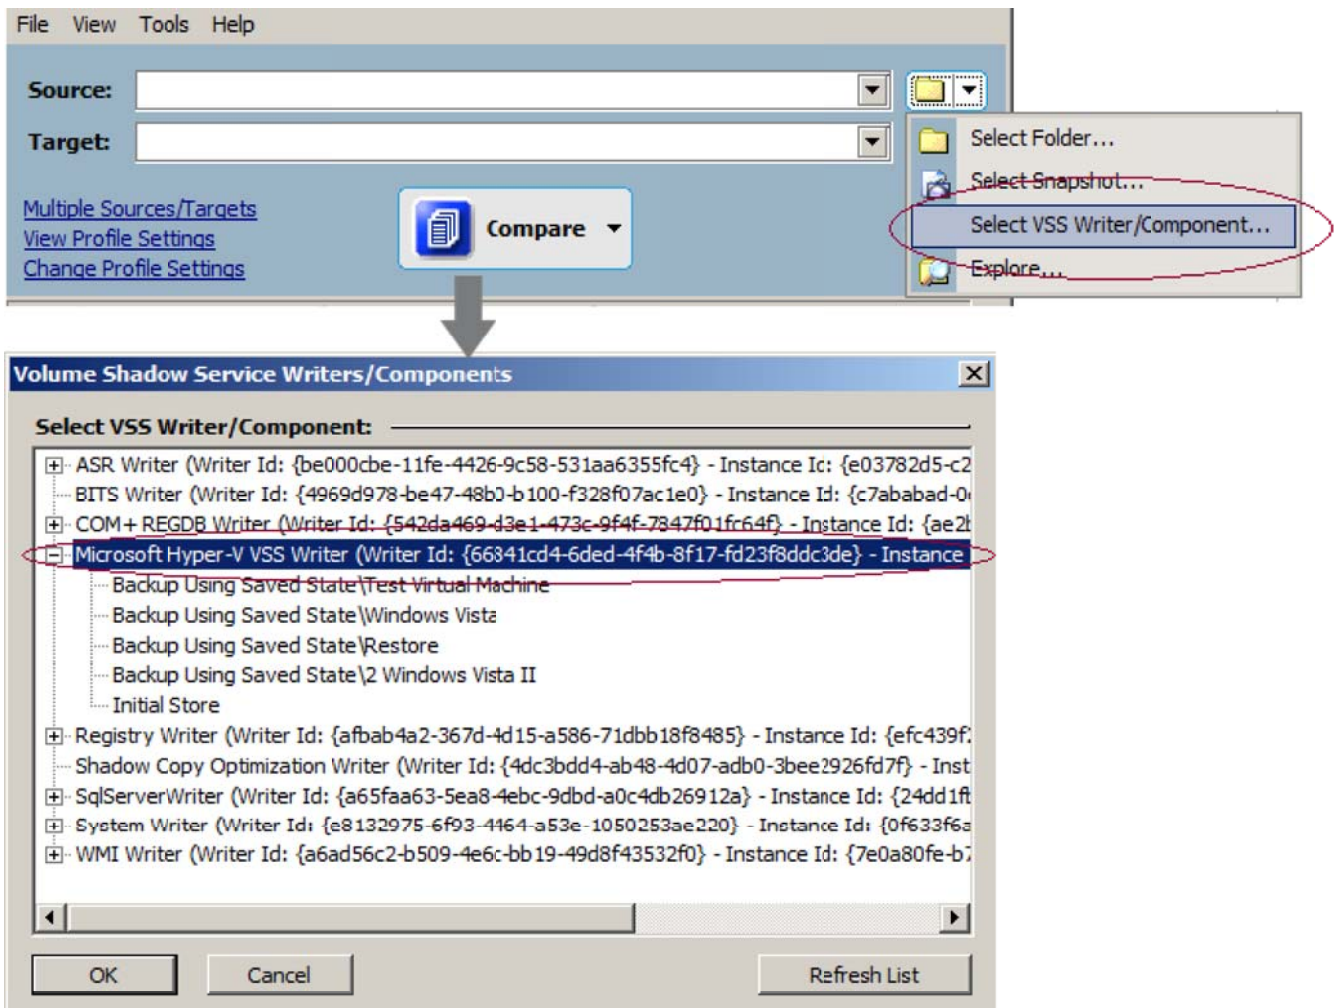 File View Tools Help
Source:
Target:
Select Folder...
Select Snapshot...
Select VSS Writer/Component...
Explore...
Multiple Sources/Targets
View Profile Settings
Change Profile Settings
Compare
Volume Shadow Service Writers/Components
Select VSS Writer/Component:
ASR Writer (Writer Id: {be000cbe-11fe-4426-9c58-531aa6355fc4} - Instance Id: {e03782d5-c2
BITS Writer (Writer Id: {4969d978-be47-48b0-b100-f328f07ac1e0} - Instance Id: {c7ababad-0
COM+ REGDB Writer (Writer Id: {542da469-d3e1-473c-9f4f-7847f01fc64f} - Instance Id: {ae2b
Microsoft Hyper-V VSS Writer (Writer Id: {66841cd4-6ded-4f4b-8f17-fd23f8ddc3de} - Instance
Backup Using Saved State\Test Virtual Machine
Backup Using Saved State\Windows Vista
Backup Using Saved State\Restore
Backup Using Saved State\2 Windows Vista II
Initial Store
Registry Writer (Writer Id: {afbab4a2-367d-4d15-a586-71dbb18f8485} - Instance Id: {efc439f
Shadow Copy Optimization Writer (Writer Id: {4dc3bdd4-ab48-4d07-adb0-3bee2926fd7f} - Inst
SqlServerWriter (Writer Id: {a65faa63-5ea8-4ebc-9dbd-a0c4db26912a} - Instance Id: {24dd1f
System Writer (Writer Id: {e8132975-6f93-4464-a53e-1050253ae220} - Instance Id: {0f633f6a
WMI Writer (Writer Id: {a6ad56c2-b509-4e6c-bb19-49d8f43532f0} - Instance Id: {7e0a80fe-b
OK Cancel Refresh List